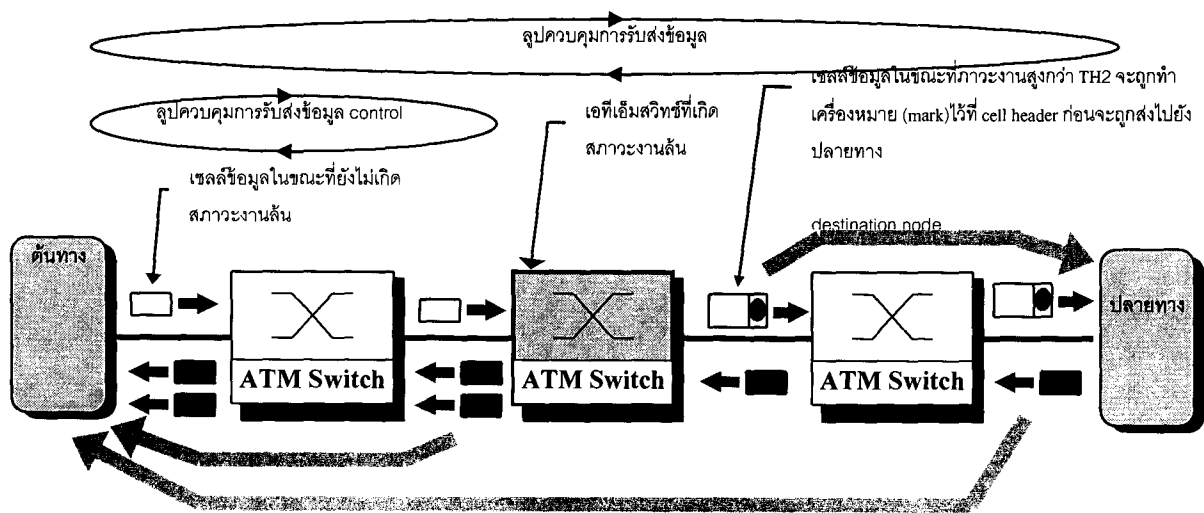 ลูปควบคุมการรับส่งข้อมูล
ลูปควบคุมการรับส่งข้อมูล control
เอทีเอ็มสวิทซ์ที่เกิด
สภาวะงานล้น
เซลล์ข้อมูลในขณะที่ภาวะงานสูงกว่า TH2 จะถูกทำ
เครื่องหมาย (mark)ไว้ที่ cell header ก่อนจะถูกส่งไปยัง
ปลายทาง
เซลล์ข้อมูลในขณะที่ยังไม่เกิด
สภาวะงานล้น
destination node
ต้นทาง
ปลายทาง
ATM Switch
ATM Switch
ATM Switch